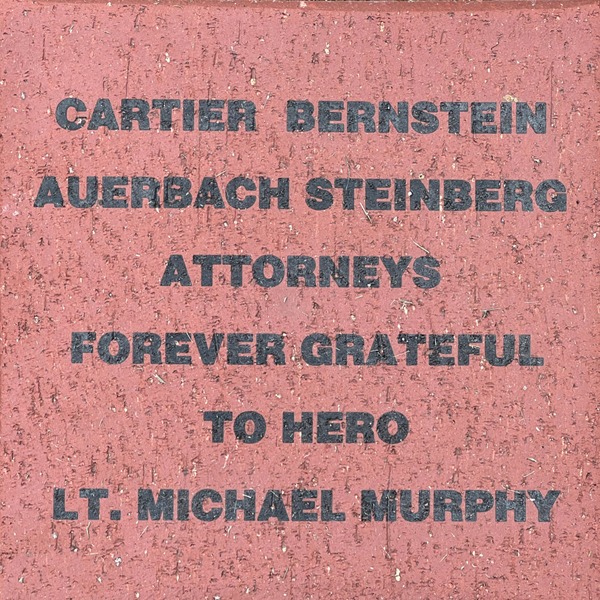 CARTIER BERNSTEIN
AUERBACH STEINBERG
ATTORNEYS
FOREVER GRATEFUL
TO HERO
LT. MICHAEL MURPHY